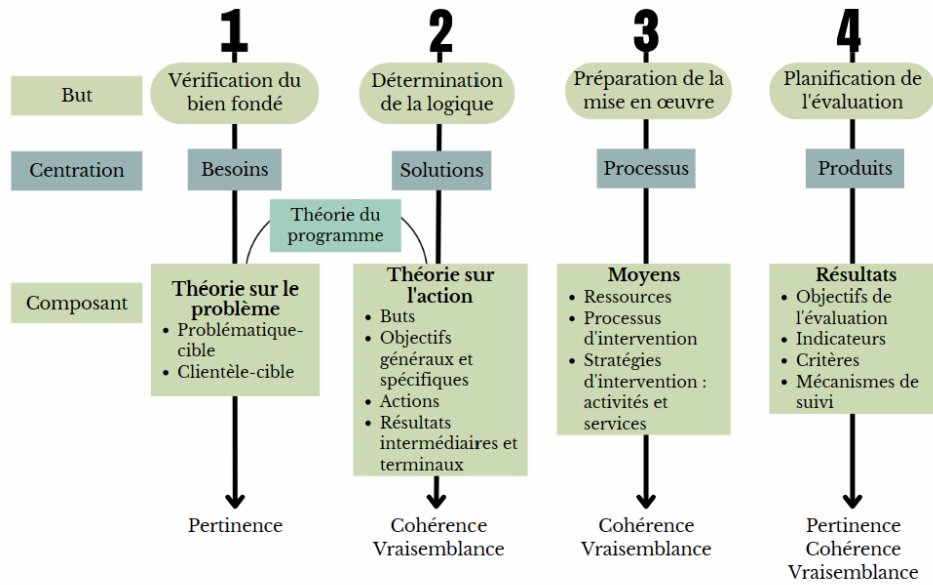 1
2
3
4
But
Vérification du
bien fondé
Détermination
de la logique
Préparation de la
mise en œuvre
Planification de
l'évaluation
Centration
Besoins
Solutions
Processus
Produits
Théorie du
programme
Composant
Théorie sur le
problème
• Problématique-
cible
• Clientèle-cible
Théorie sur
l'action
• Buts
• Objectifs
généraux et
spécifiques
• Actions
• Résultats
intermédiaires et
terminaux
Moyens
• Ressources
• Processus
d'intervention
• Stratégies
d'intervention :
activités et
services
Résultats
• Objectifs de
l'évaluation
• Indicateurs
• Critères
• Mécanismes de
suivi
Pertinence
Cohérence
Vraisemblance
Cohérence
Vraisemblance
Pertinence
Cohérence
Vraisemblance